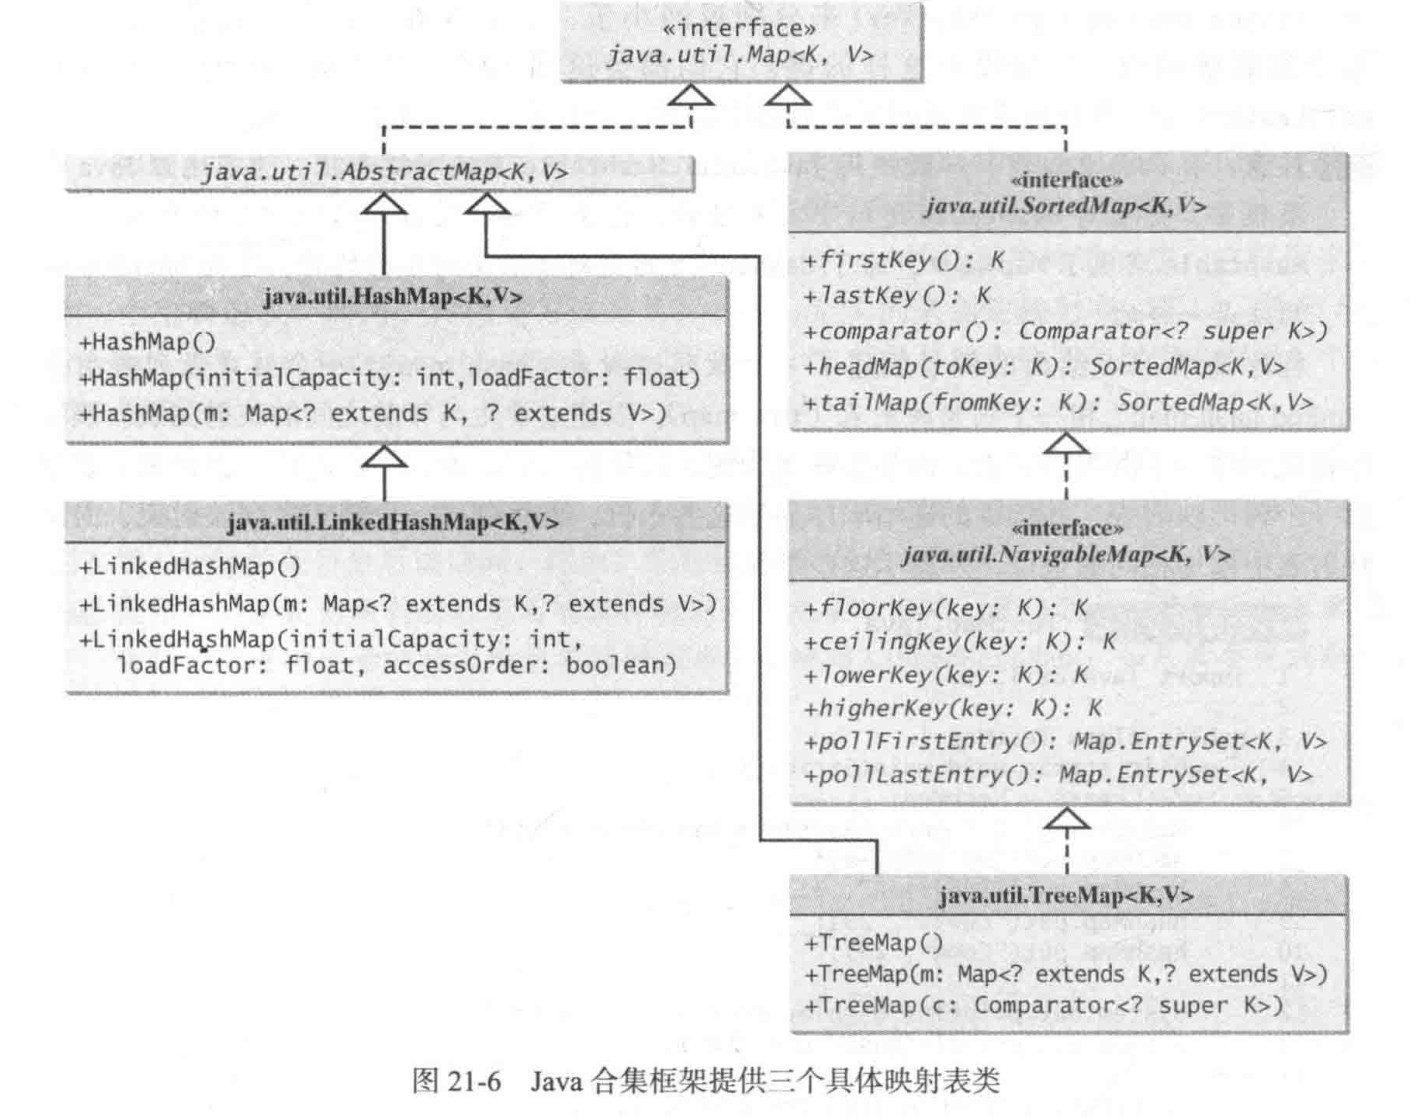 «interface»
java.util.Map<K, V>
java.util.AbstractMap<K,V>
java.util.HashMap<K,V>
+HashMap()
+HashMap(initialCapacity: int,loadFactor: float)
+HashMap(m: Map<? extends K, ? extends V>)
java.util.LinkedHashMap<K,V>
+LinkedHashMap()
+LinkedHashMap(m: Map<? extends K,? extends V>)
+LinkedHashMap(initialCapacity: int,
loadFactor: float, accessOrder: boolean)
«interface»
java.util.SortedMap<K,V>
+firstKey(): K
+lastKey(): K
+comparator(): Comparator<? super K>)
+headMap(toKey: K): SortedMap<K,V>
+tailMap(fromKey: K): SortedMap<K,V>
«interface»
java.util.NavigableMap<K, V>
+floorKey(key: K): K
+ceilingKey(key: K): K
+lowerKey(key: K): K
+higherKey(key: K): K
+pollFirstEntry(): Map.EntrySet<K, V>
+pollLastEntry(): Map.EntrySet<K, V>
java.util.TreeMap<K,V>
+TreeMap()
+TreeMap(m: Map<? extends K,? extends V>)
+TreeMap(c: Comparator<? super K>)
图 21-6 Java 合集框架提供三个具体映射表类